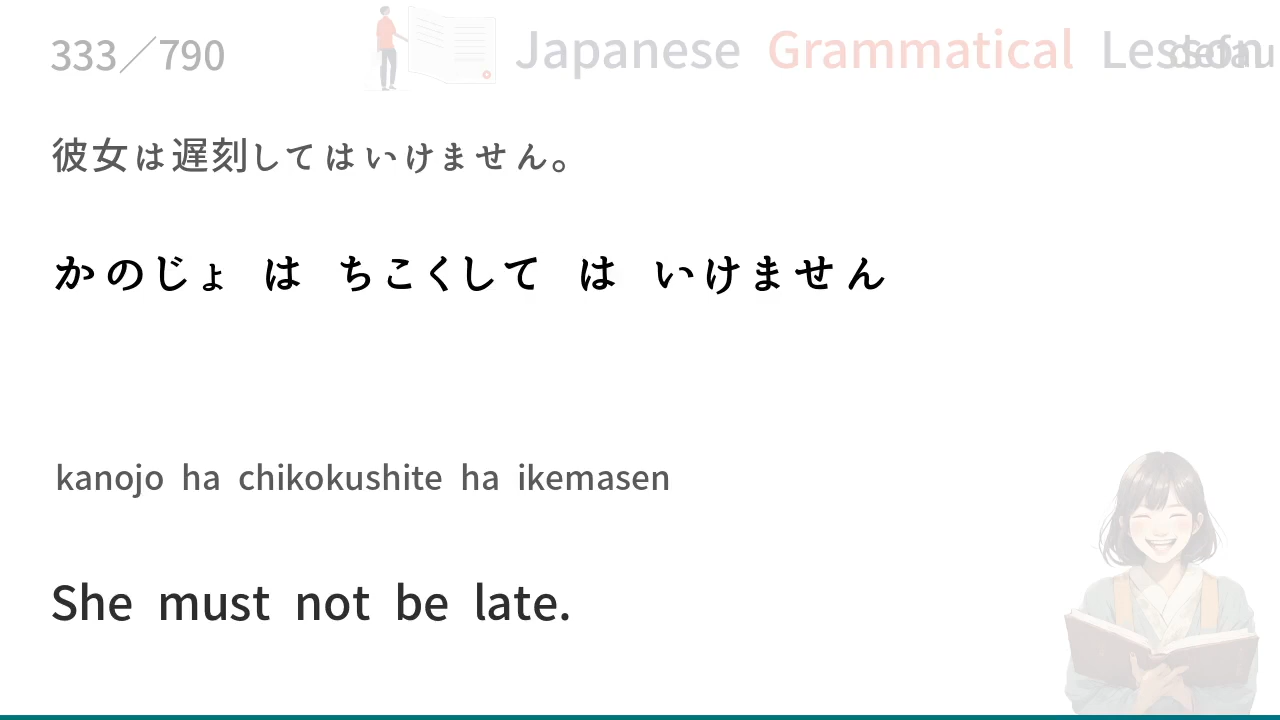 333／790
Japanese Grammatical Lesson
彼女は遅刻してはいけません。
かのじょ は ちこくして は いけません
kanojo ha chikokushite ha ikemasen
She must not be late.